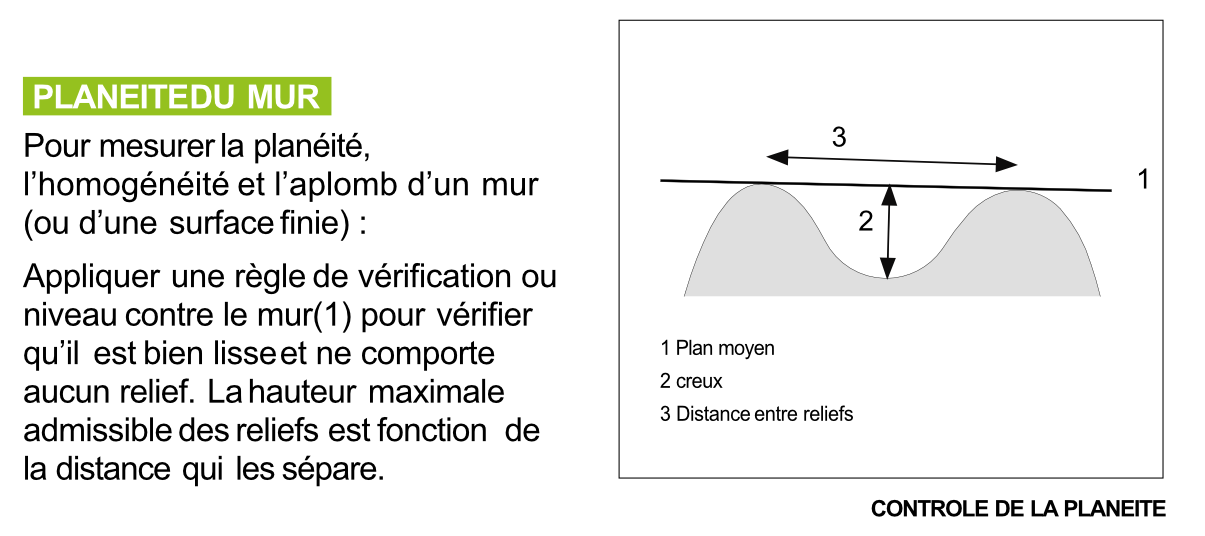 PLANEITEDU MUR
Pour mesurer la planéité,
l’homogénéité et l’aplomb d’un mur
(ou d’une surface finie) :
Appliquer une règle de vérification ou
niveau contre le mur(1) pour vérifier
qu’il est bien lisse et ne comporte
aucun relief. La hauteur maximale
admissible des reliefs est fonction de
la distance qui les sépare.
3
1
2
1 Plan moyen
2 creux
3 Distance entre reliefs
CONTROLE DE LA PLANEITE